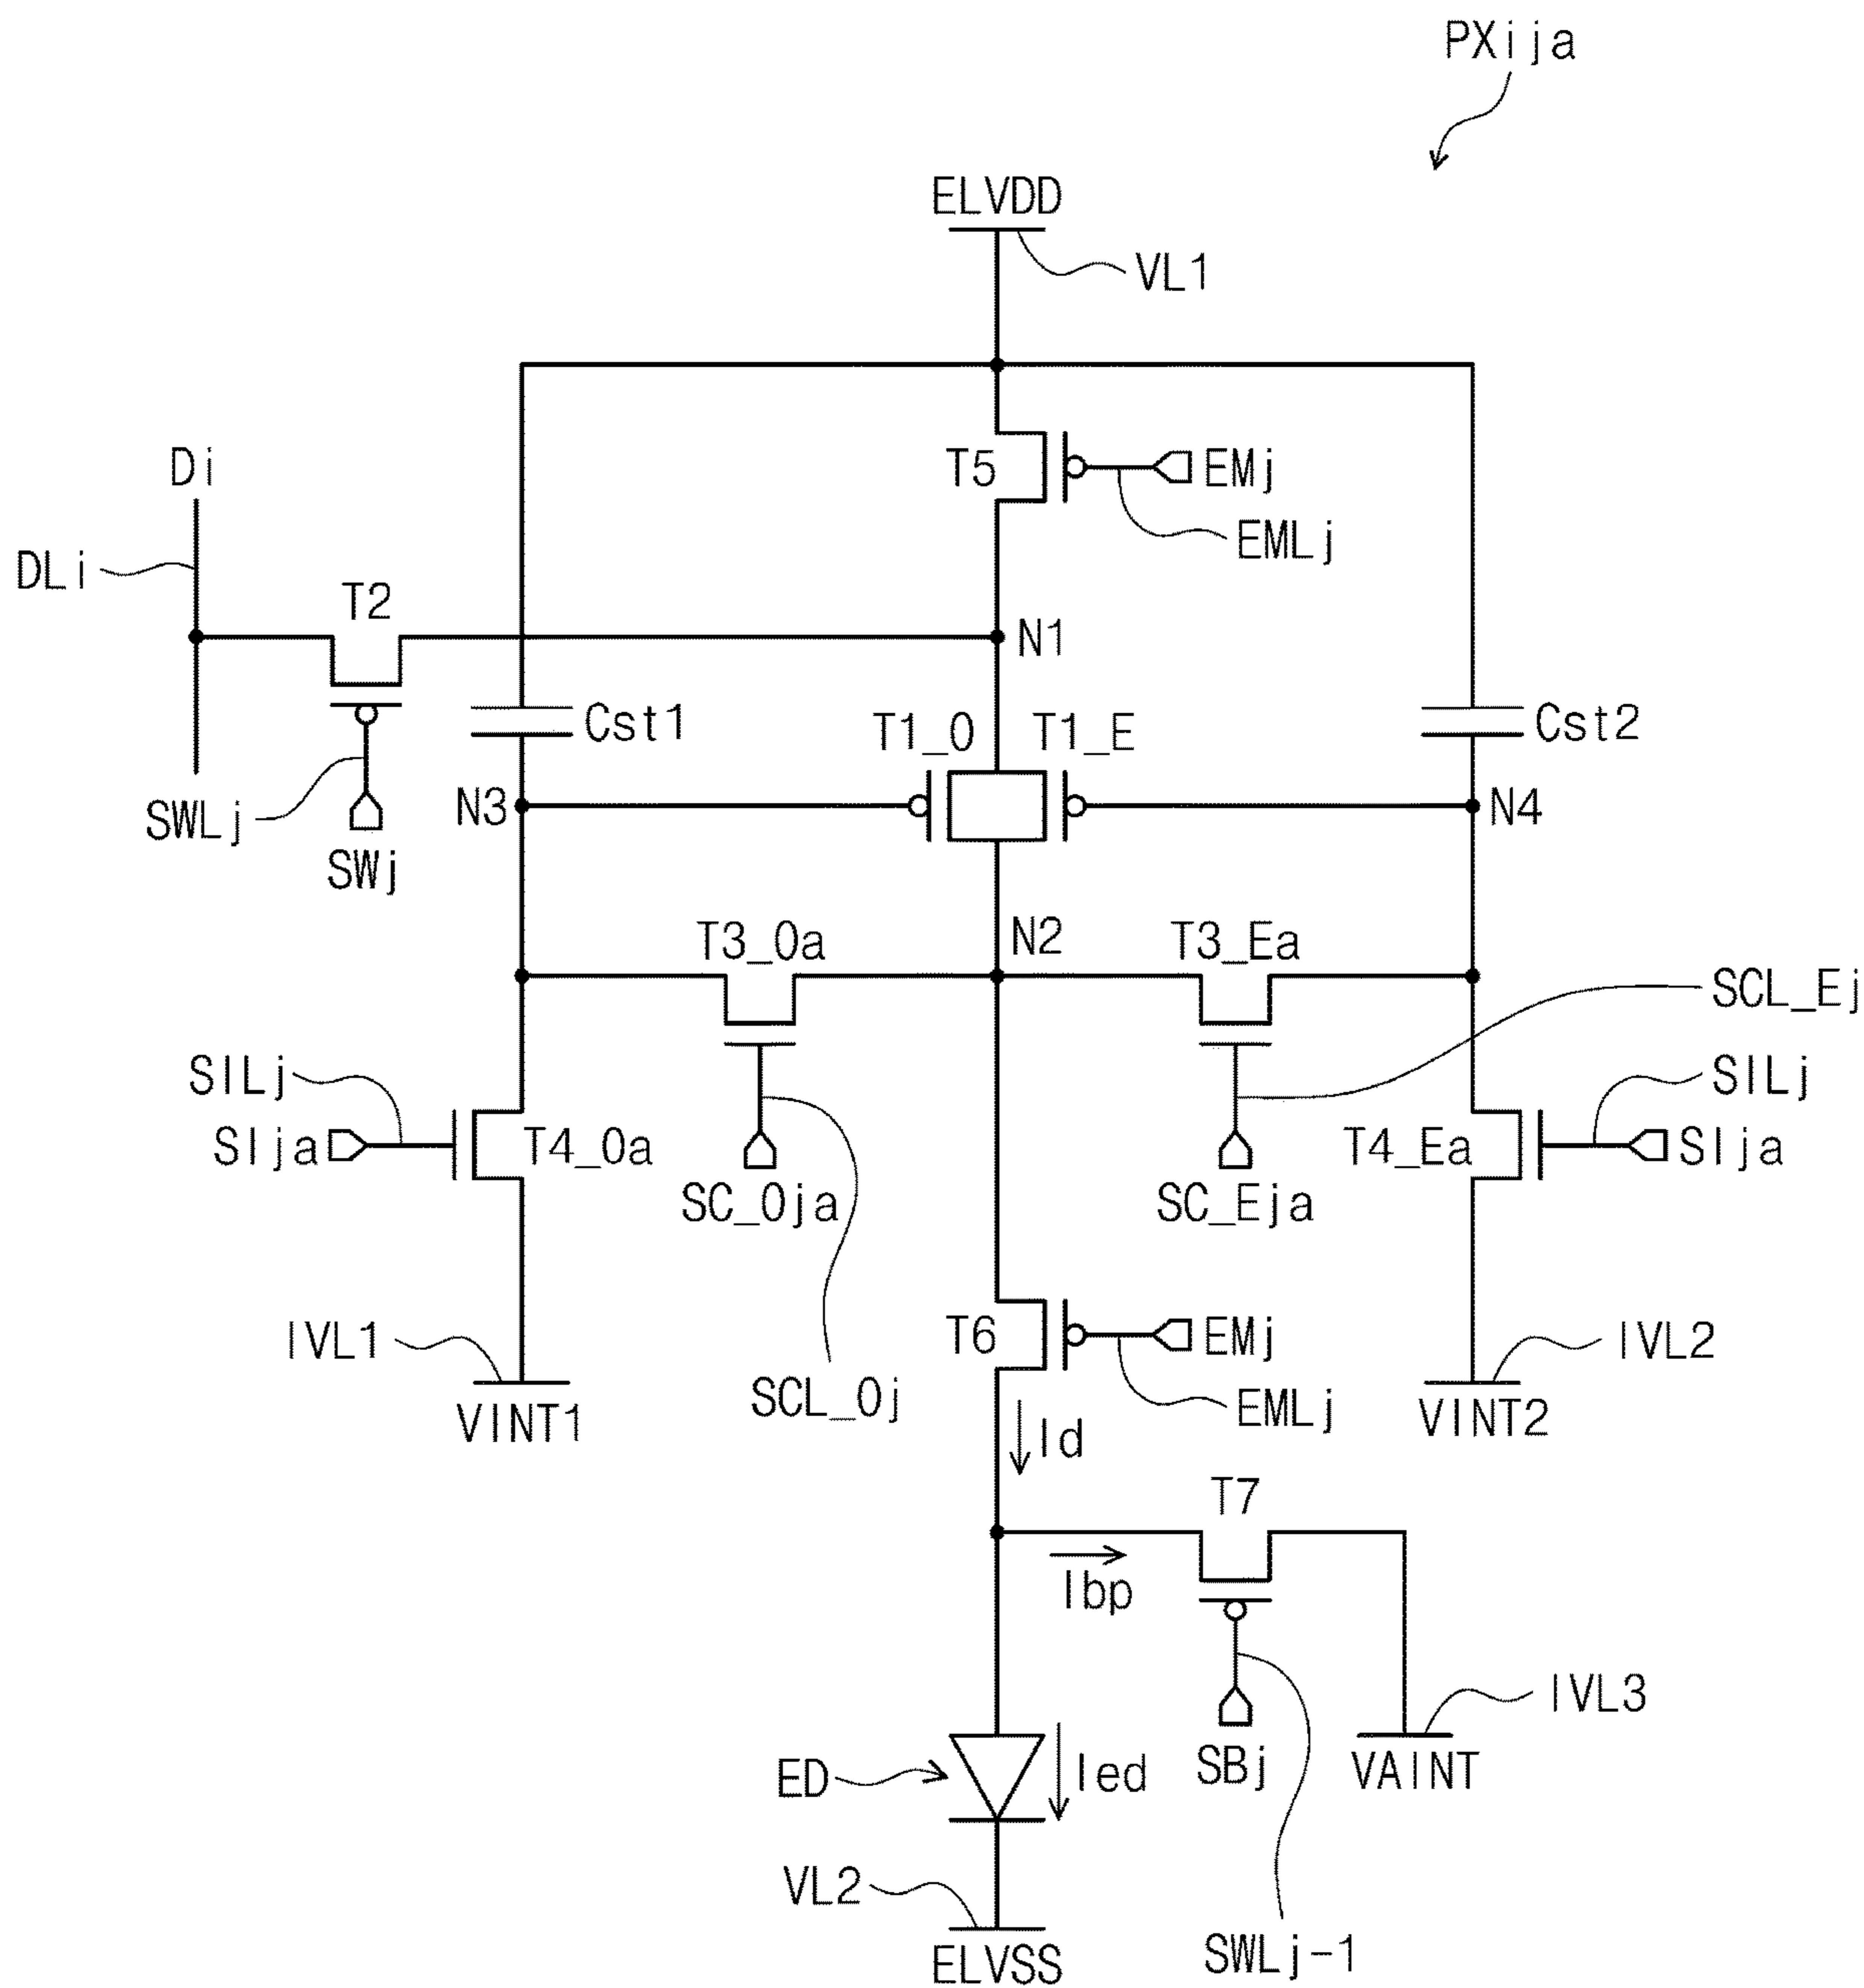 PXija
ELVDD
VL1
Di
T5
EMj
EMLj
DLi
T2
N1
Cst1
T1_O
T1_E
Cst2
SWLj
N3
N4
SWj
T3_Oa
N2
T3_Ea
SCL_Ej
SILj
SILj
SIja
T4_Oa
T4_Ea
SIja
SC_Oja
SC_Eja
IVL1
T6
EMj
IVL2
VINT1
SCL_Oj
EMLj
VINT2
Id
T7
Ibp
IVL3
ED
Ied
SBj
VAINT
VL2
SWLj-1
ELVSS